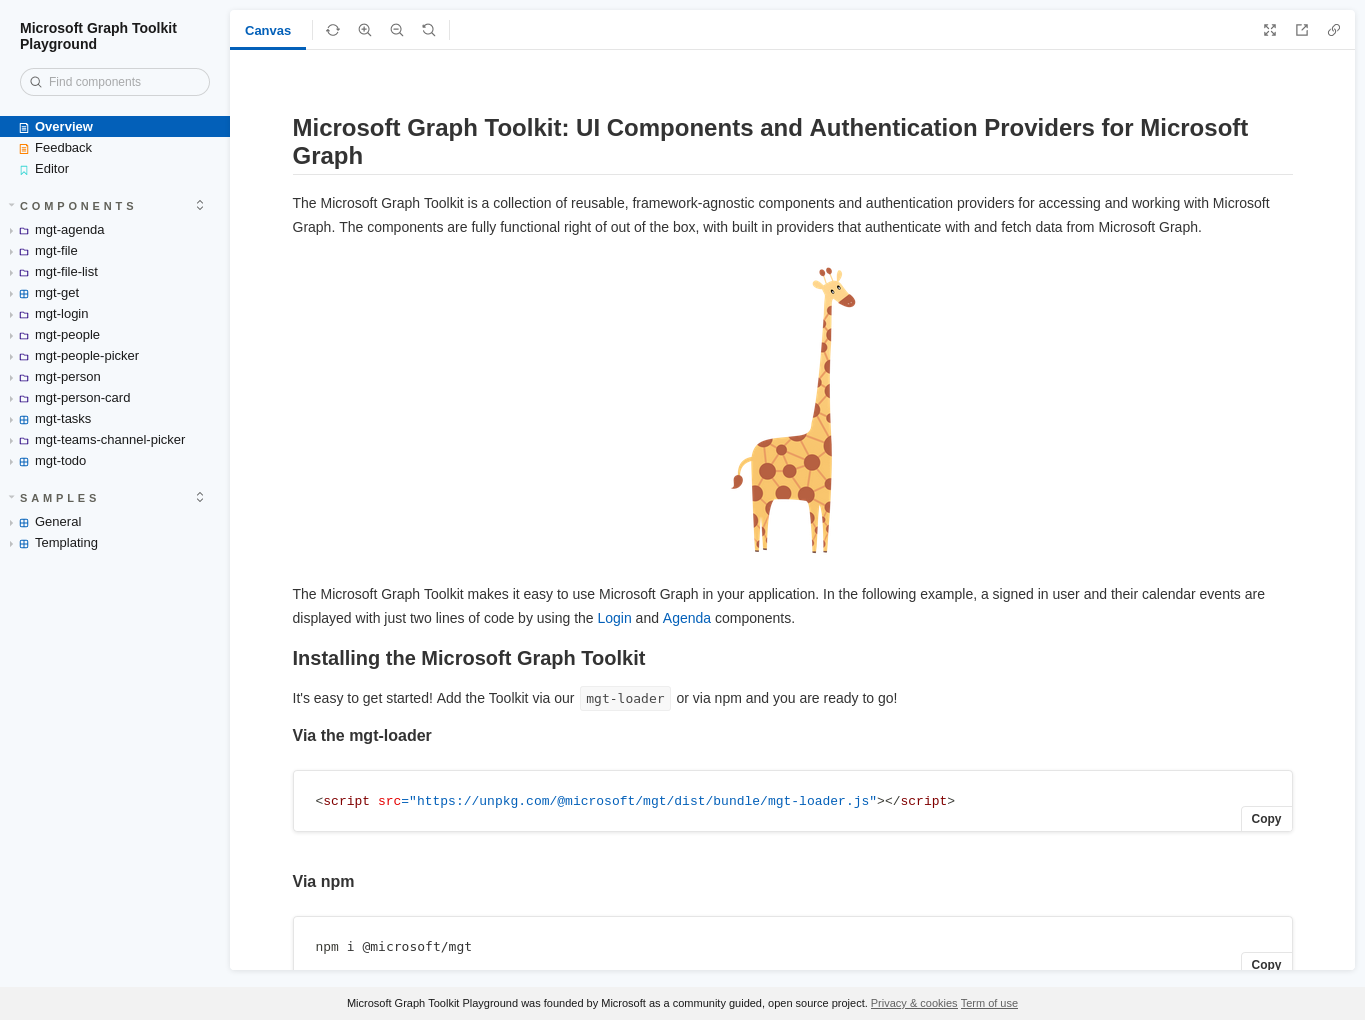 Microsoft Graph Toolkit
Playground
Find components
Overview
Feedback
Editor
COMPONENTS
mgt-agenda
mgt-file
mgt-file-list
mgt-get
mgt-login
mgt-people
mgt-people-picker
mgt-person
mgt-person-card
mgt-tasks
mgt-teams-channel-picker
mgt-todo
SAMPLES
General
Templating
Canvas
Microsoft Graph Toolkit: UI Components and Authentication Providers for Microsoft
Graph
The Microsoft Graph Toolkit is a collection of reusable, framework-agnostic components and authentication providers for accessing and working with Microsoft
Graph. The components are fully functional right of out of the box, with built in providers that authenticate with and fetch data from Microsoft Graph.
The Microsoft Graph Toolkit makes it easy to use Microsoft Graph in your application. In the following example, a signed in user and their calendar events are
displayed with just two lines of code by using the Login and Agenda components.
Installing the Microsoft Graph Toolkit
It's easy to get started! Add the Toolkit via our mgt-loader or via npm and you are ready to go!
Via the mgt-loader
<script src="https://unpkg.com/@microsoft/mgt/dist/bundle/mgt-loader.js"></script>
Copy
Via npm
npm i @microsoft/mgt
Copy
Microsoft Graph Toolkit Playground was founded by Microsoft as a community guided, open source project. Privacy & cookies Term of use